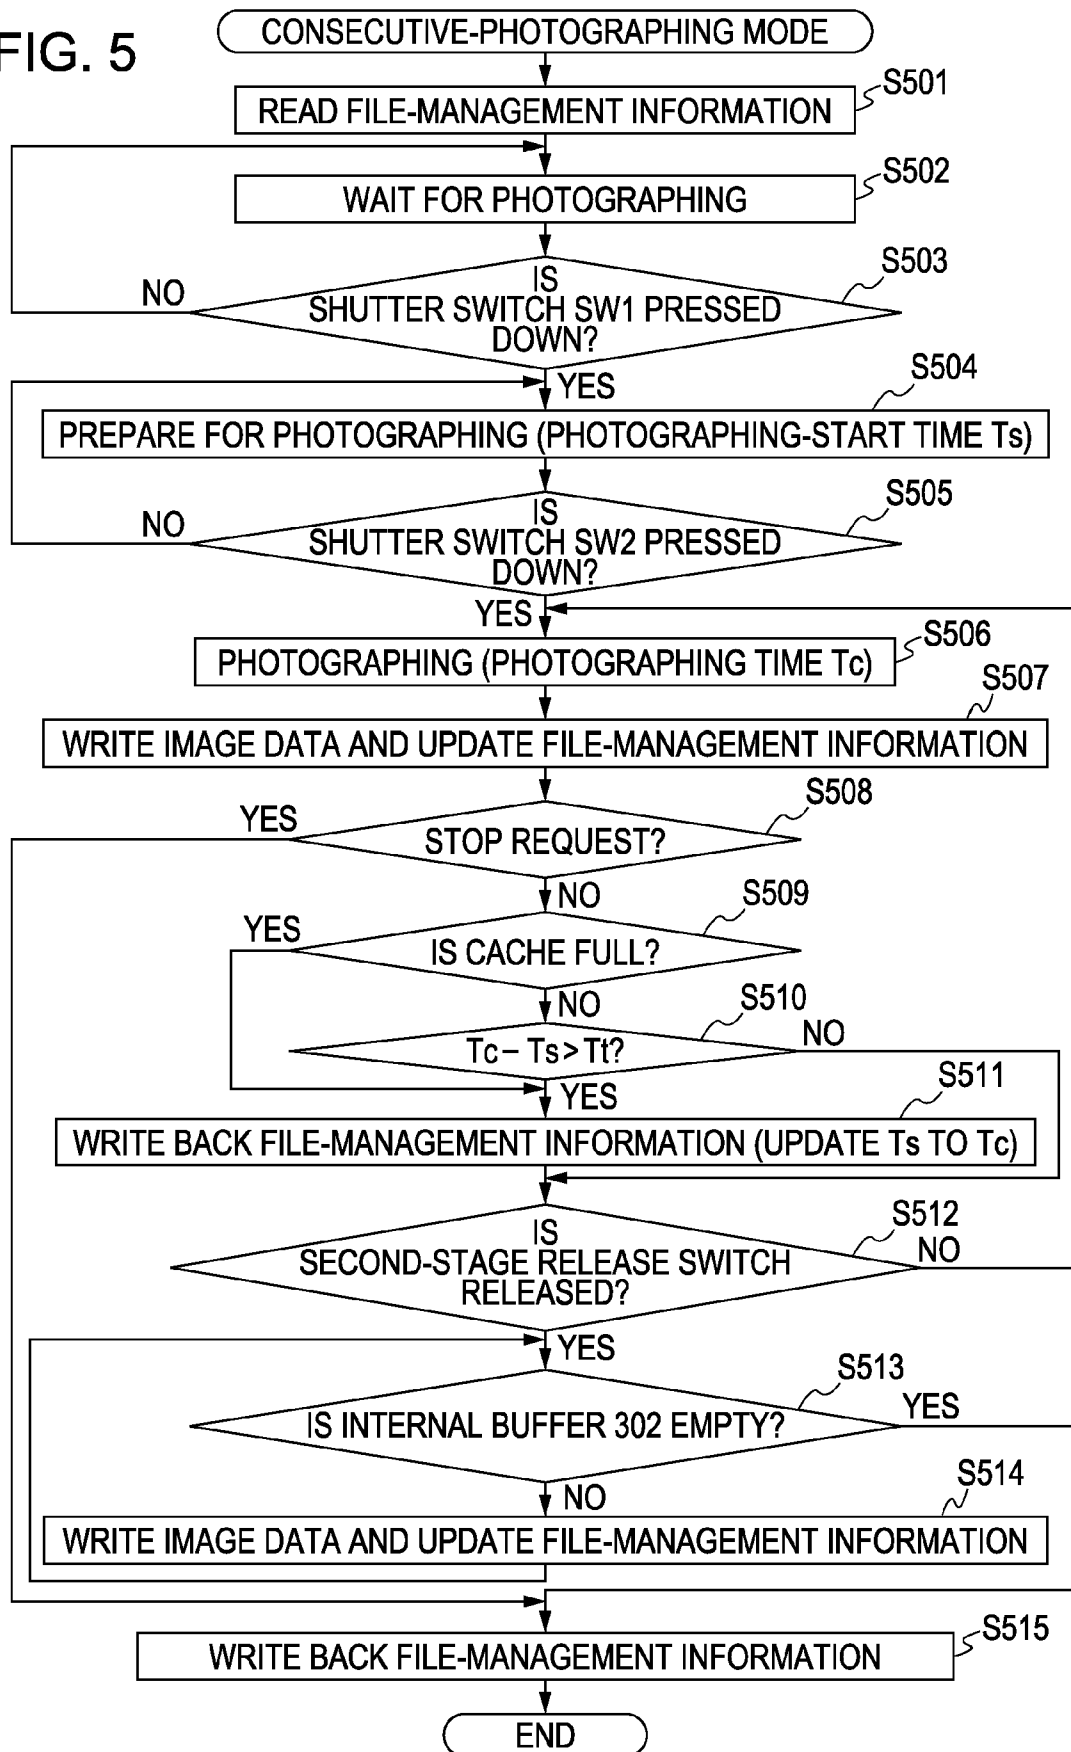 FIG. 5
CONSECUTIVE-PHOTOGRAPHING MODE
S501
READ FILE-MANAGEMENT INFORMATION
S502
WAIT FOR PHOTOGRAPHING
S503
IS
SHUTTER SWITCH SW1 PRESSED
DOWN?
NO
YES
S504
PREPARE FOR PHOTOGRAPHING (PHOTOGRAPHING-START TIME Ts)
S505
IS
SHUTTER SWITCH SW2 PRESSED
DOWN?
NO
YES
S506
PHOTOGRAPHING (PHOTOGRAPHING TIME Tc)
S507
WRITE IMAGE DATA AND UPDATE FILE-MANAGEMENT INFORMATION
S508
YES
STOP REQUEST?
NO
S509
YES
IS CACHE FULL?
NO
S510
Tc – Ts > Tt?
NO
YES
S511
WRITE BACK FILE-MANAGEMENT INFORMATION (UPDATE Ts TO Tc)
S512
IS
SECOND-STAGE RELEASE SWITCH
RELEASED?
NO
YES
S513
IS INTERNAL BUFFER 302 EMPTY?
YES
NO
S514
WRITE IMAGE DATA AND UPDATE FILE-MANAGEMENT INFORMATION
S515
WRITE BACK FILE-MANAGEMENT INFORMATION
END